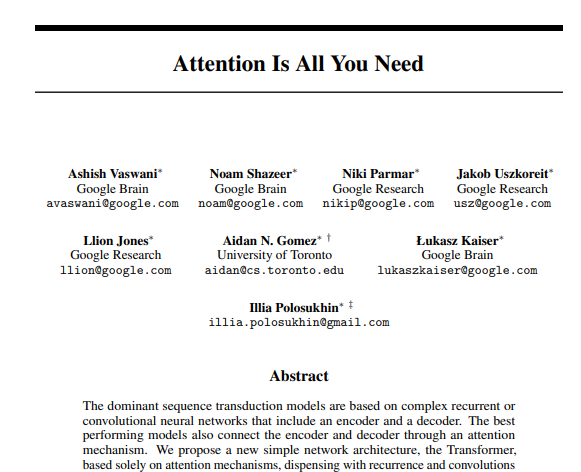 Attention Is All You Need
Ashish Vaswani* Noam Shazeer* Niki Parmar* Jakob Uszkoreit*
Google Brain Google Brain Google Research Google Research
avaswani@google.com noam@google.com nikip@google.com usz@google.com
Llion Jones* Aidan N. Gomez* † Łukasz Kaiser*
Google Research University of Toronto Google Brain
llion@google.com aidan@cs.toronto.edu lukaszkaiser@google.com
Illia Polosukhin* ‡
illia.polosukhin@gmail.com
Abstract
The dominant sequence transduction models are based on complex recurrent or
convolutional neural networks that include an encoder and a decoder. The best
performing models also connect the encoder and decoder through an attention
mechanism. We propose a new simple network architecture, the Transformer,
based solely on attention mechanisms, dispensing with recurrence and convolutions